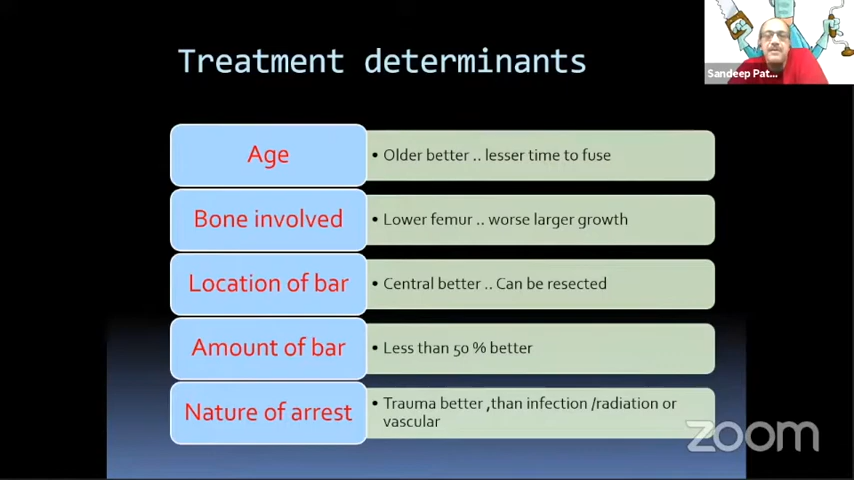 Treatment determinants
Sandeep Pat...
Age
• Older better .. lesser time to fuse
Bone involved
• Lower femur .. worse larger growth
Location of bar
• Central better .. Can be resected
Amount of bar
• Less than 50 % better
Nature of arrest
• Trauma better ,than infection /radiation or
vascular
zoom